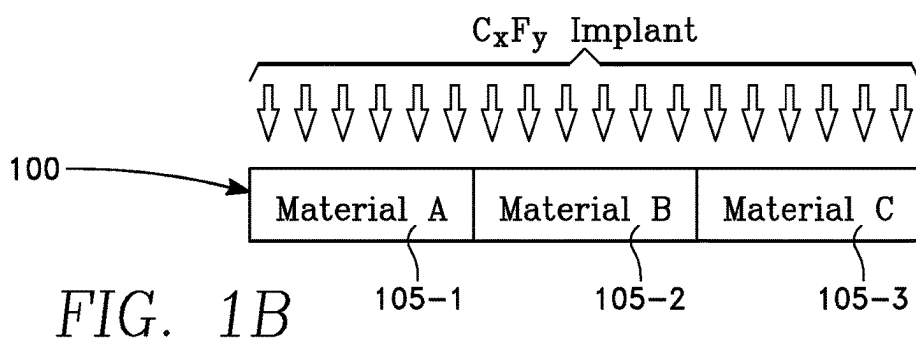 CxFy Implant
100
Material A Material B Material C
105-1 105-2 105-3
FIG. 1B